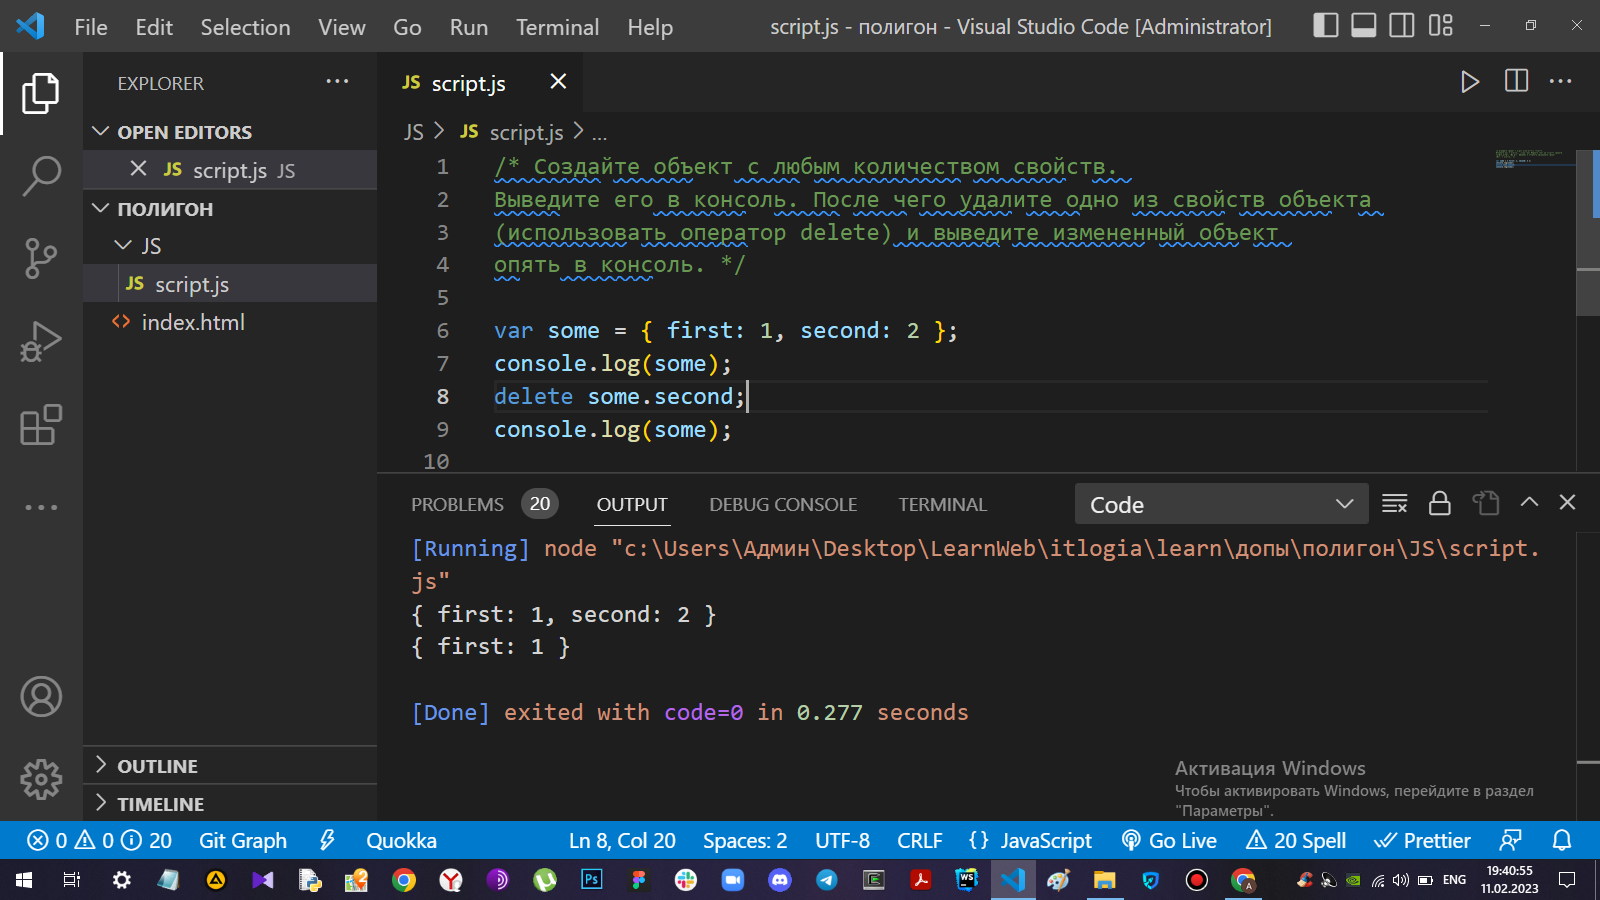 File Edit Selection View Go Run Terminal Help script.js - полигон - Visual Studio Code [Administrator]
EXPLORER ...
OPEN EDITORS
JS script.js JS
ПОЛИГОН
JS
JS script.js
<> index.html
OUTLINE
TIMELINE
JS script.js
JS > JS script.js > ...
1 /* Создайте объект с любым количеством свойств.
2 Выведите его в консоль. После чего удалите одно из свойств объекта
3 (использовать оператор delete) и выведите измененный объект
4 опять в консоль. */
5
6 var some = { first: 1, second: 2 };
7 console.log(some);
8 delete some.second;
9 console.log(some);
10
PROBLEMS 20 OUTPUT DEBUG CONSOLE TERMINAL Code
[Running] node "c:\Users\Админ\Desktop\LearnWeb\itlogia\learn\допы\полигон\JS\script.
js"
{ first: 1, second: 2 }
{ first: 1 }
[Done] exited with code=0 in 0.277 seconds
Активация Windows
Чтобы активировать Windows, перейдите в раздел
"Параметры".
0 0 20 Git Graph Quokka Ln 8, Col 20 Spaces: 2 UTF-8 CRLF {} JavaScript Go Live 20 Spell Prettier
Ps WS A ENG 19:40:55
11.02.2023